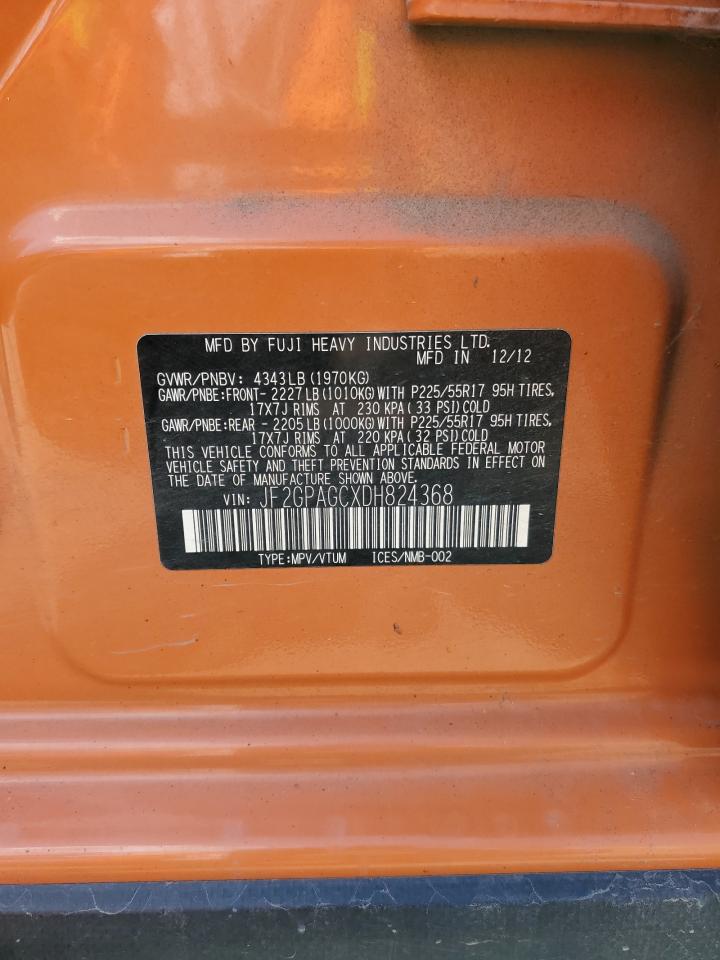 MFD BY FUJI HEAVY INDUSTRIES LTD.
MFD IN 12/12
GVWR/PNBV: 4343LB (1970KG)
GAWR/PNBE:FRONT- 2227LB (1010KG) WITH P225/55R17 95H TIRES,
17X7J RIMS AT 230 KPA ( 33 PSI) COLD
GAWR/PNBE:REAR - 2205LB (1000KG) WITH P225/55R17 95H TIRES,
17X7J RIMS AT 220 KPA ( 32 PSI) COLD
THIS VEHICLE CONFORMS TO ALL APPLICABLE FEDERAL MOTOR
VEHICLE SAFETY AND THEFT PREVENTION STANDARDS IN EFFECT
ON THE DATE OF MANUFACTURE SHOWN ABOVE.
VIN: JF2GPAGCXDH824368
TYPE:MPV/VTUM ICES/NMB-002